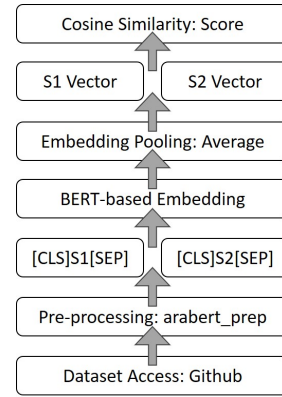 Cosine Similarity: Score
S1 Vector
S2 Vector
Embedding Pooling: Average
BERT-based Embedding
[CLS]S1[SEP]
[CLS]S2[SEP]
Pre-processing: arabert_prep
Dataset Access: Github